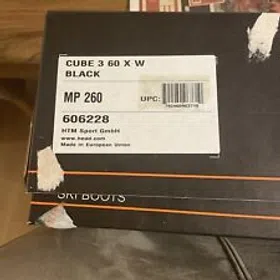 CUBE 3 60 X W
BLACK
MP 260
UPC:
606228
HTM Sport GmbH
www.head.com
Made in European Union
SKI BOOTS